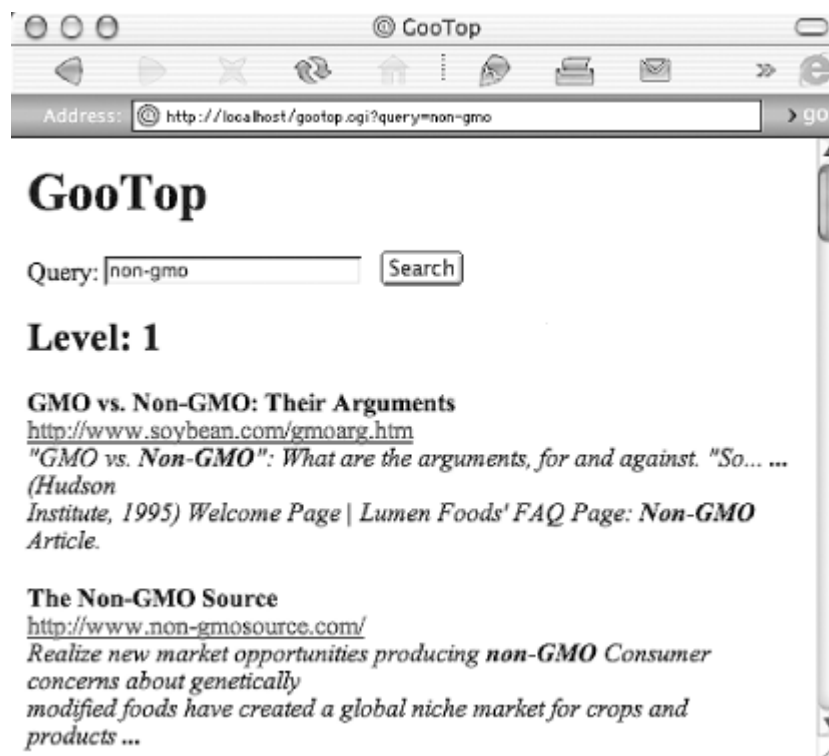 @ GooTop
Address: @ http://localhost/gootop.cgi?query=non-gmo
go
GooTop
Query: non-gmo Search
Level: 1
GMO vs. Non-GMO: Their Arguments
http://www.soybean.com/gmoarg.htm
"GMO vs. Non-GMO": What are the arguments, for and against. "So... ...
(Hudson
Institute, 1995) Welcome Page | Lumen Foods' FAQ Page: Non-GMO
Article.
The Non-GMO Source
http://www.non-gmosource.com/
Realize new market opportunities producing non-GMO Consumer
concerns about genetically
modified foods have created a global niche market for crops and
products ...